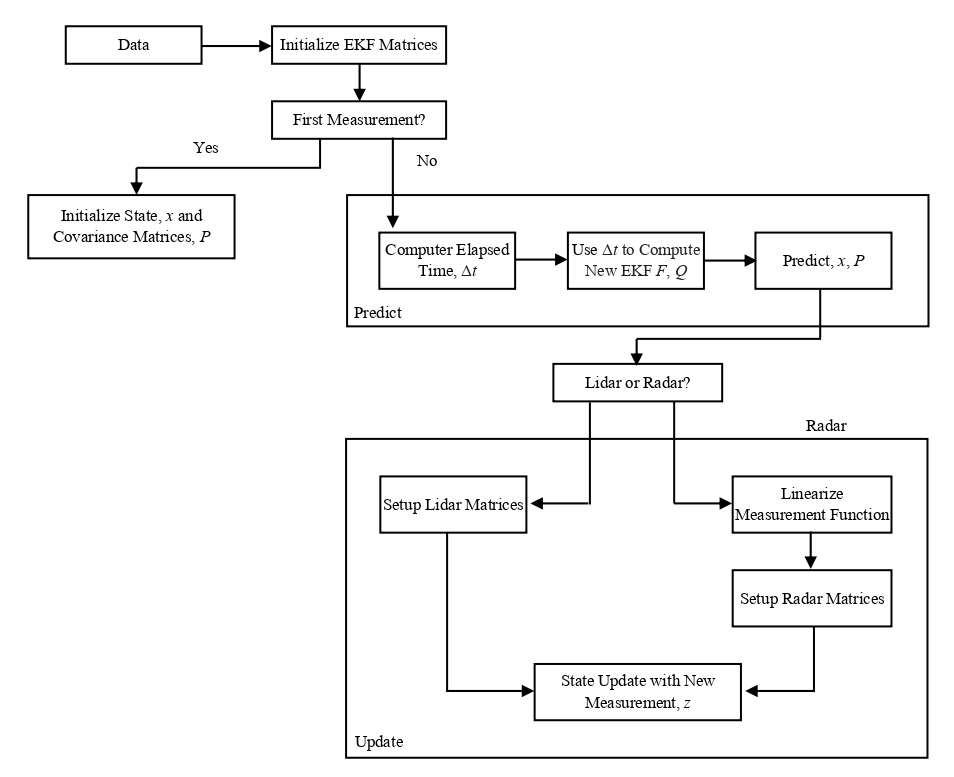 Data
Initialize EKF Matrices
First Measurement?
Yes
No
Initialize State, x and
Covariance Matrices, P
Computer Elapsed
Time, Δt
Use Δt to Compute
New EKF F, Q
Predict, x, P
Predict
Lidar or Radar?
Radar
Setup Lidar Matrices
Linearize
Measurement Function
Setup Radar Matrices
State Update with New
Measurement, z
Update